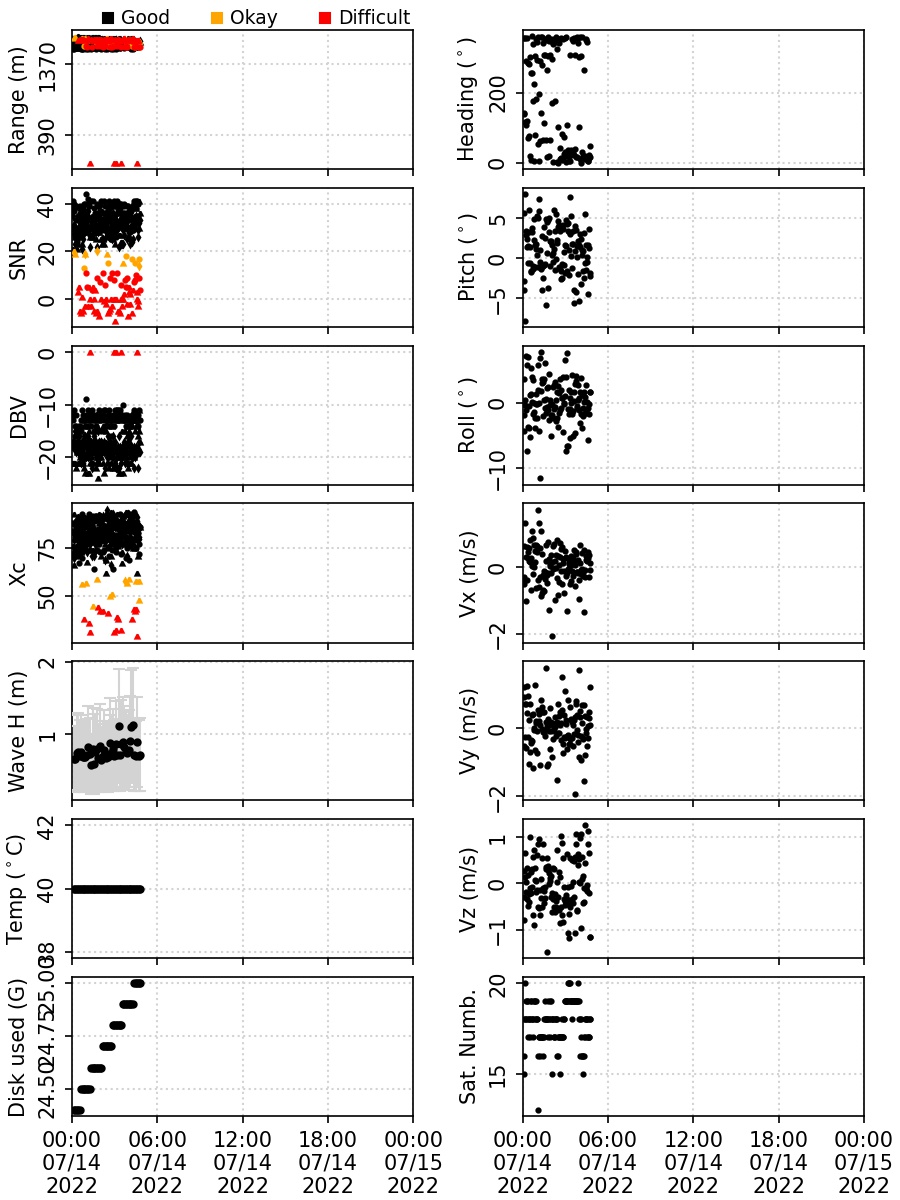 Good Okay Difficult
Range (m)
1370
390
Heading (°)
200
0
SNR
40
20
0
Pitch (°)
5
0
−5
DBV
0
−10
−20
Roll (°)
0
−10
Xc
75
50
Vx (m/s)
0
−2
Wave H (m)
2
1
Vy (m/s)
0
−2
Temp (°C)
42
40
38
Vz (m/s)
1
0
−1
Disk used (G)
25.00
24.75
24.50
Sat. Numb.
20
15
00:00 06:00 12:00 18:00 00:00
07/14 07/14 07/14 07/14 07/15
2022 2022 2022 2022 2022
00:00 06:00 12:00 18:00 00:00
07/14 07/14 07/14 07/14 07/15
2022 2022 2022 2022 2022